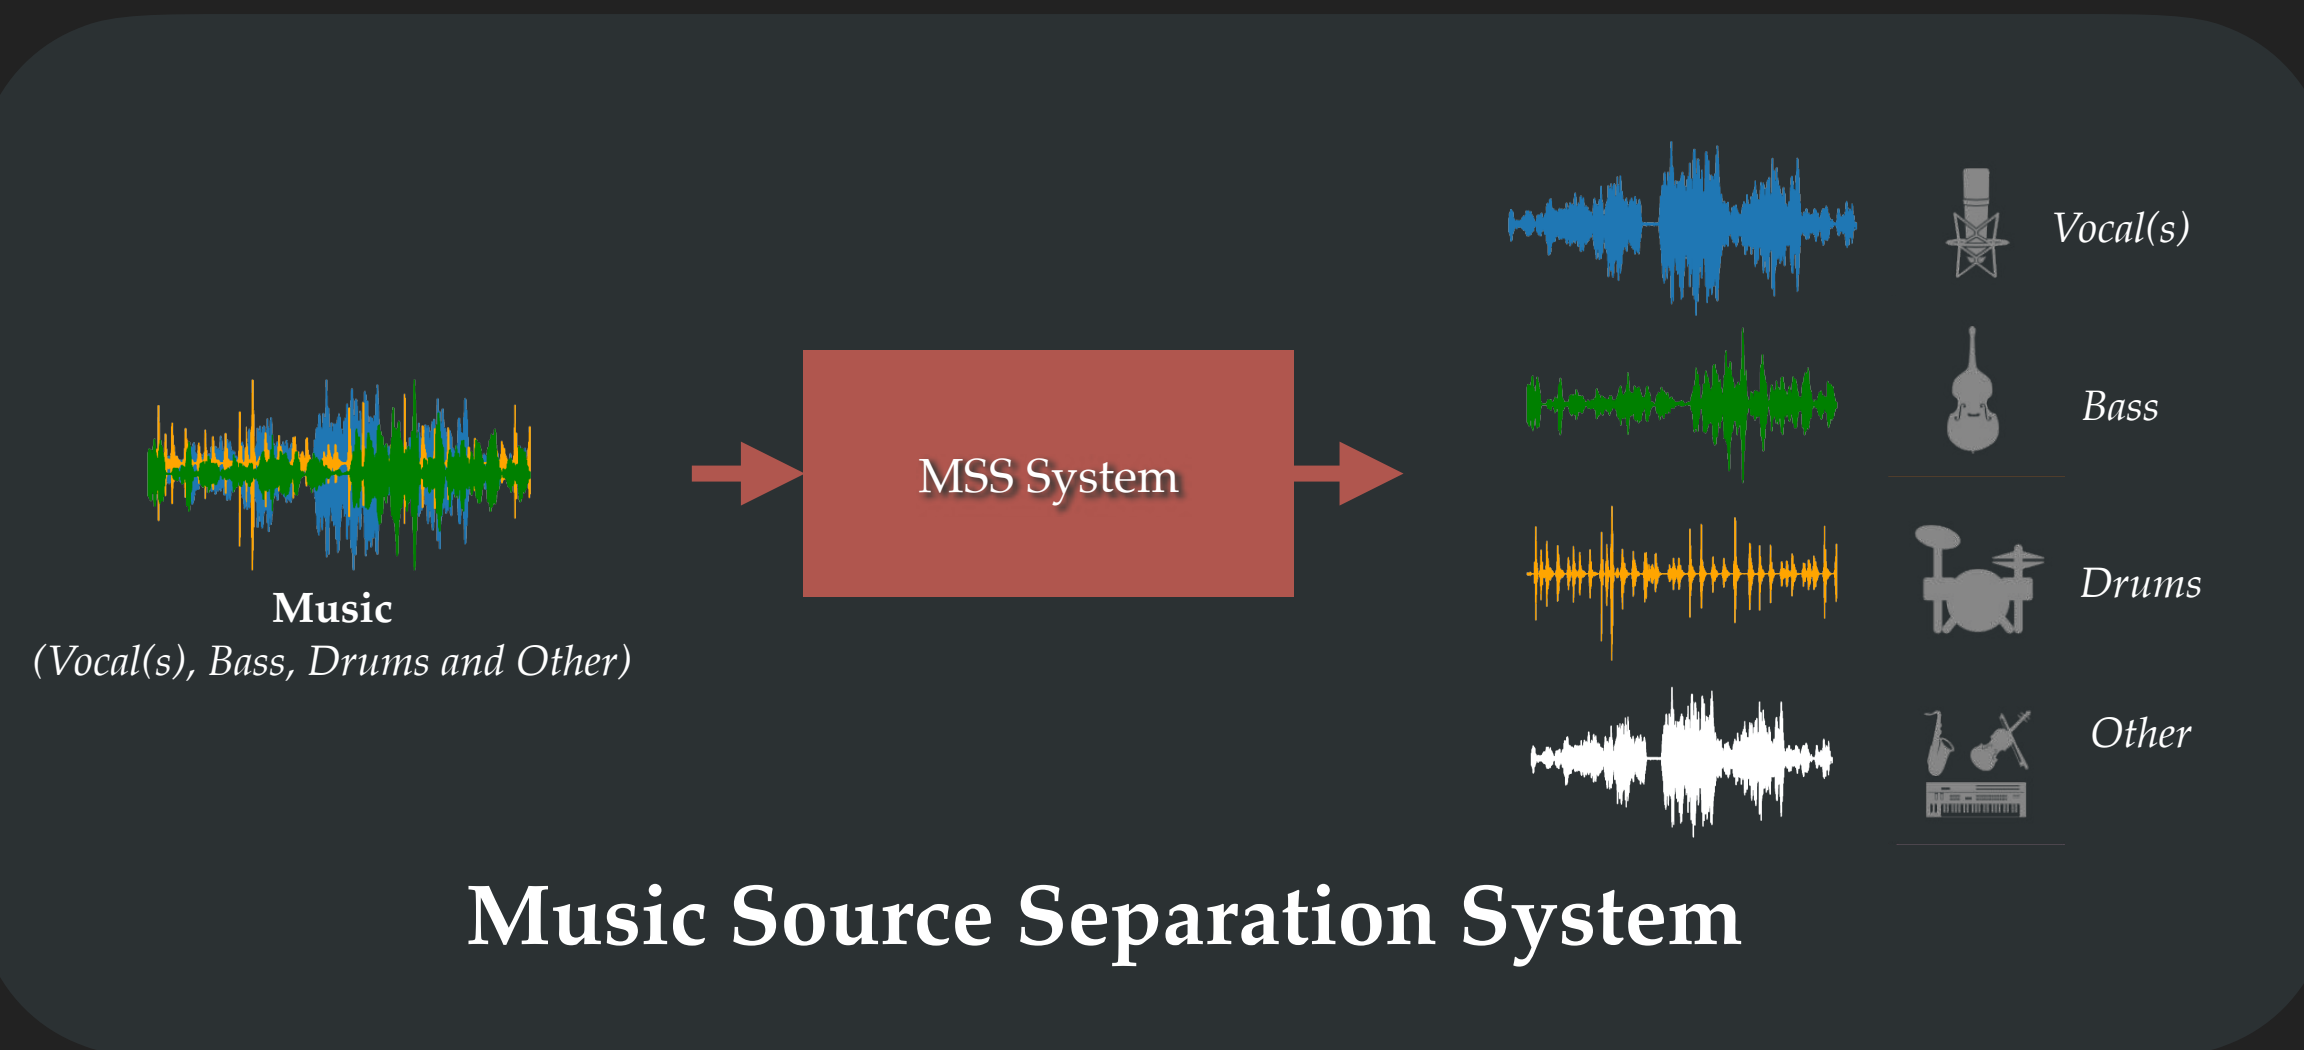 Music
(Vocal(s), Bass, Drums and Other)
MSS System
Vocal(s)
Bass
Drums
Other
Music Source Separation System